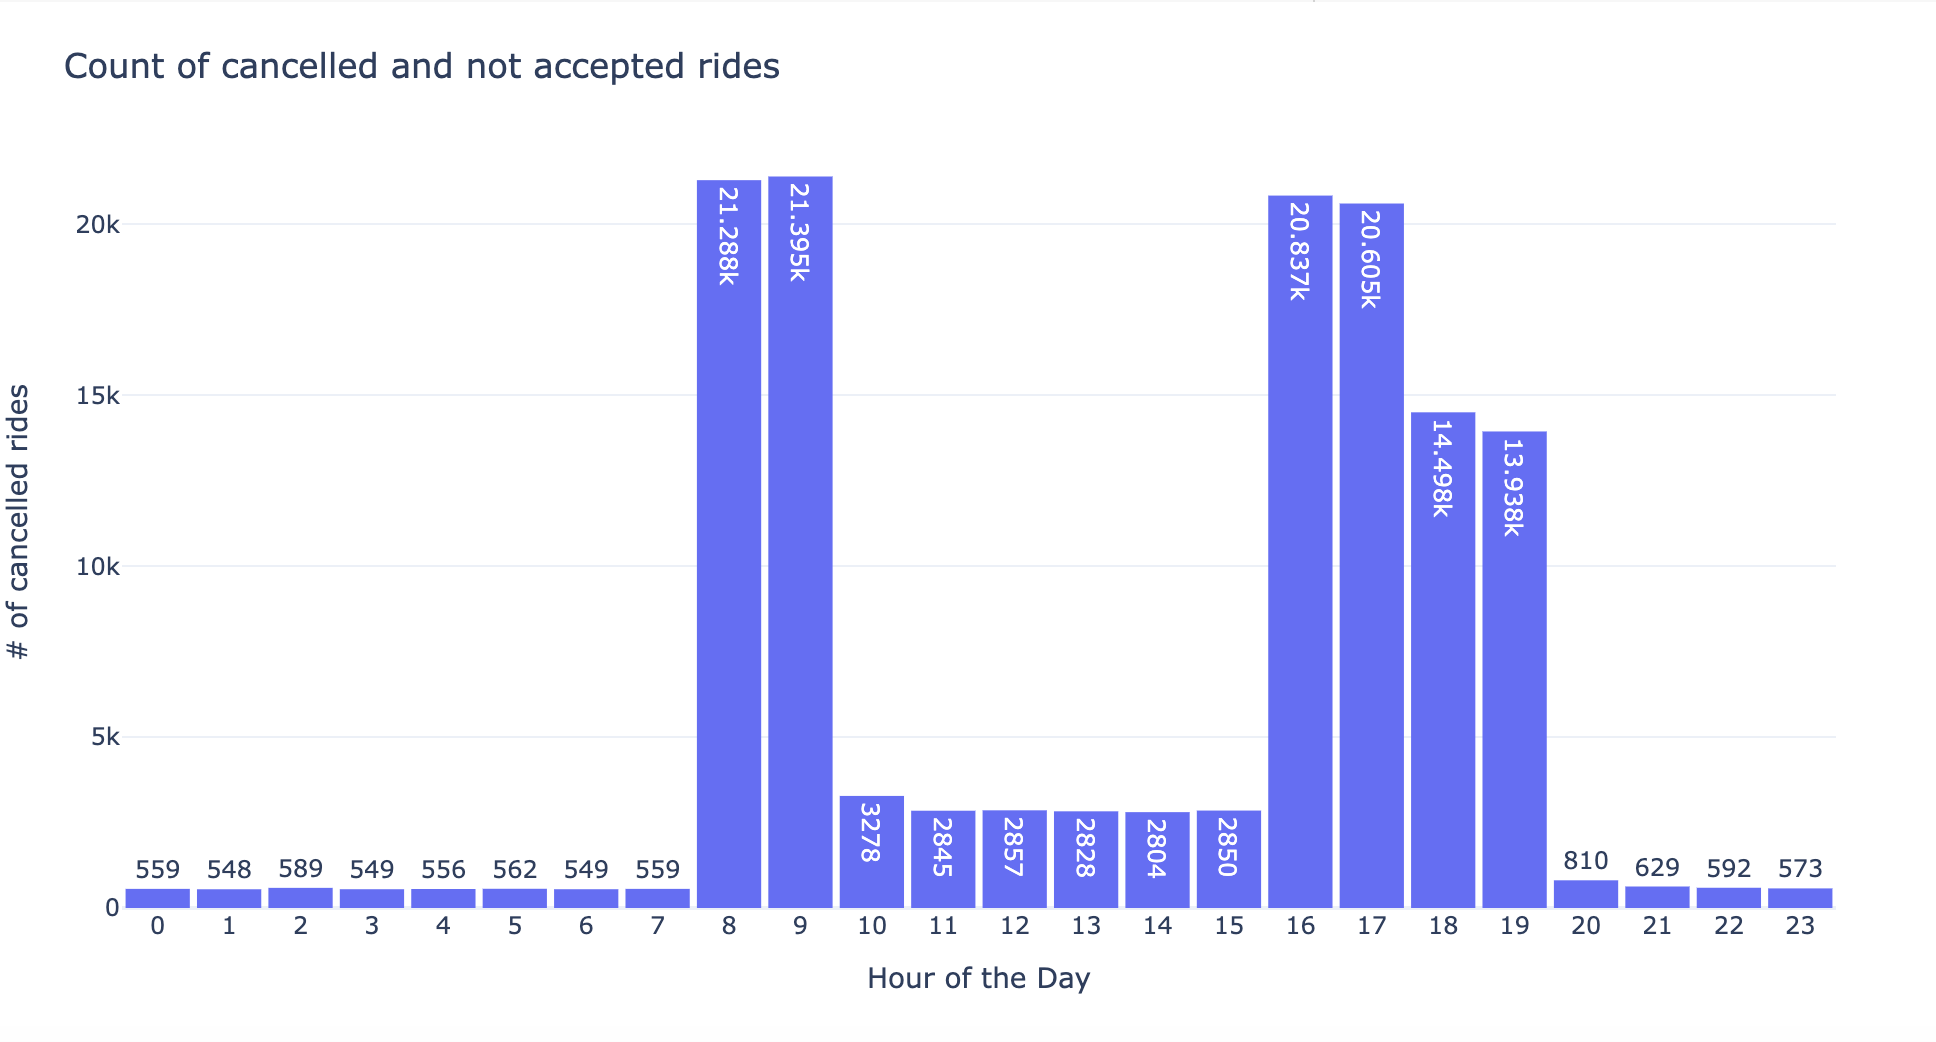 Count of cancelled and not accepted rides
# of cancelled rides
20k
15k
10k
5k
0
559
548
589
549
556
562
549
559
21.288k
21.395k
3278
2845
2857
2828
2804
2850
20.837k
20.605k
14.498k
13.938k
810
629
592
573
0 1 2 3 4 5 6 7 8 9 10 11 12 13 14 15 16 17 18 19 20 21 22 23
Hour of the Day